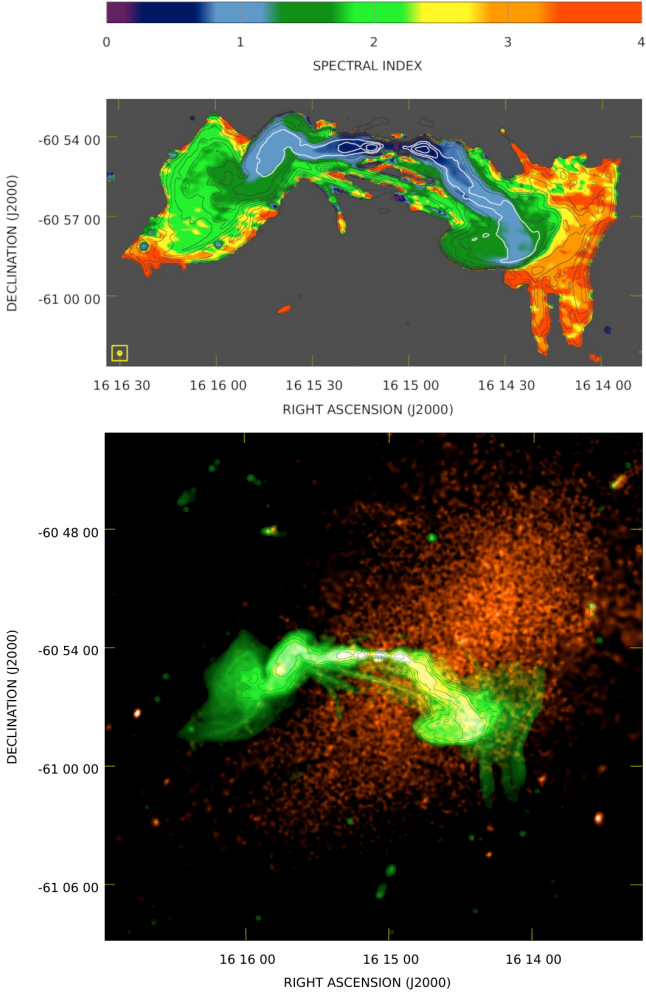 0 1 2 3 4
SPECTRAL INDEX
-60 54 00
-60 57 00
-61 00 00
DECLINATION (J2000)
16 16 30 16 16 00 16 15 30 16 15 00 16 14 30 16 14 00
RIGHT ASCENSION (J2000)
-60 48 00
-60 54 00
-61 00 00
-61 06 00
DECLINATION (J2000)
16 16 00 16 15 00 16 14 00
RIGHT ASCENSION (J2000)